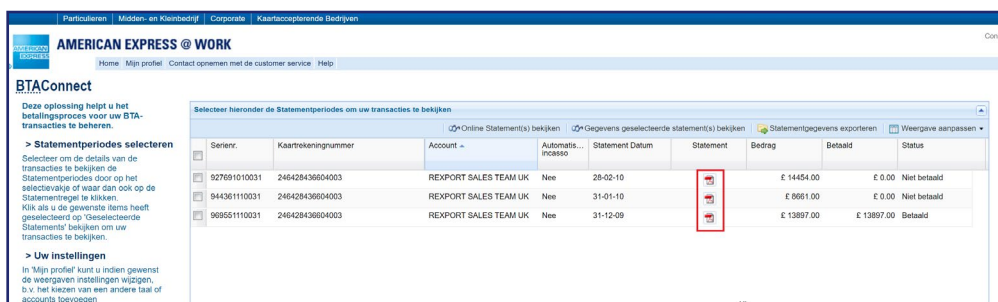 Particulieren Midden- en Kleinbedrijf Corporate Kaartaccepterende Bedrijven
AMERICAN EXPRESS
AMERICAN EXPRESS @ WORK
Con
Home Mijn profiel Contact opnemen met de customer service Help
BTAConnect
Deze oplossing helpt u het
betalingsproces voor uw BTA-
transacties te beheren.
> Statementperiodes selecteren
Selecteer om de details van de
transacties te bekijken de
Statementperiodes door op het
selectievakje of waar dan ook op de
Statementregel te klikken.
Klik als u de gewenste items heeft
geselecteerd op 'Geselecteerde
Statements' bekijken om uw
transacties te bekijken.
> Uw instellingen
In 'Mijn profiel' kunt u indien gewenst
de weergaven instellingen wijzigen,
b.v. het kiezen van een andere taal of
accounts toevoegen
Selecteer hieronder de Statementperiodes om uw transacties te bekijken
Online Statement(s) bekijken Gegevens geselecteerde statement(s) bekijken Statementgegevens exporteren Weergave aanpassen
Serienr. Kaartrekeningnummer Account Automatis... incasso Statement Datum Statement Bedrag Betaald Status
927691010031 246428436604003 REXPORT SALES TEAM UK Nee 28-02-10 £ 14454.00 £ 0.00 Niet betaald
944361110031 246428436604003 REXPORT SALES TEAM UK Nee 31-01-10 £ 8661.00 £ 0.00 Niet betaald
969551110031 246428436604003 REXPORT SALES TEAM UK Nee 31-12-09 £ 13897.00 £ 13897.00 Betaald